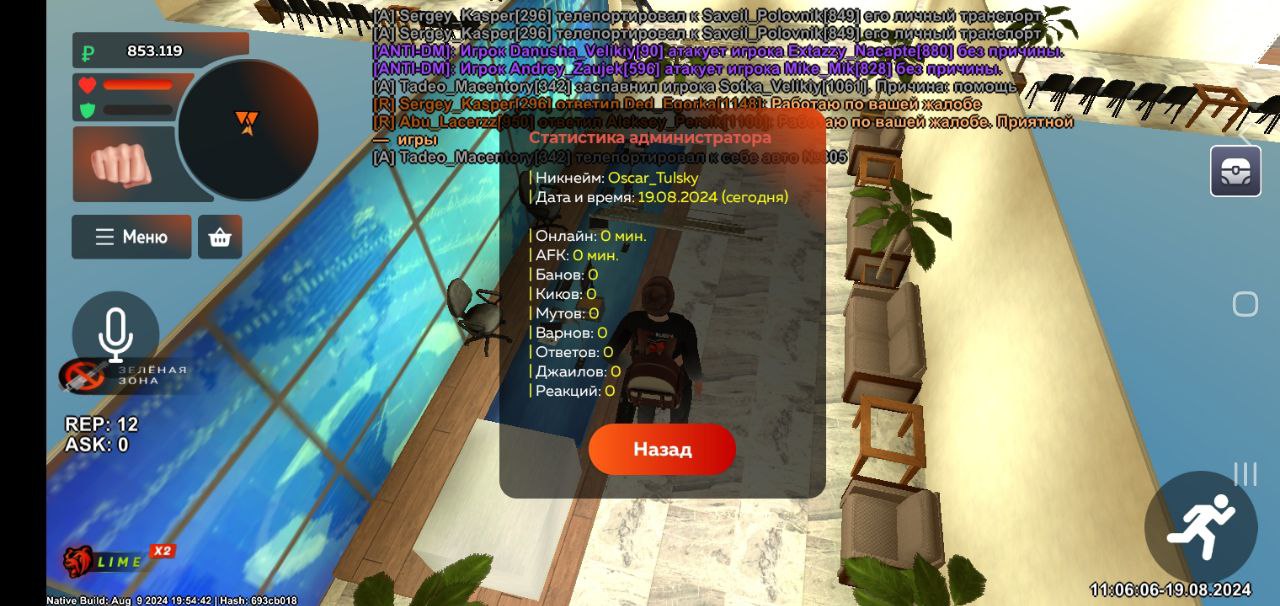 [A] Sergey_Kasper[296] телепортировал к Saveli_Polovnik[849] его личный транспорт
[A] Sergey_Kasper[296] телепортировал к Saveli_Polovnik[849] его личный транспорт
[ANTI-DM]: Игрок Danusha_Velikiy[90] атакует игрока Extazzy_Nacapte[880] без причины.
[ANTI-DM]: Игрок Andrey_Zaujek[596] атакует игрока Mike_Mik[828] без причины.
[A] Tadeo_Macentory[342] заспавнил игрока Sotka_Velikiy[1061]. Причина: помощь
[R] Sergey_Kasper[296] ответил Ded_Egorka[1148]: Работаю по вашей жалобе
[R] Abu_Lacerzz[950] ответил Aleksey_Persik[1100]: Работаю по вашей жалобе. Приятной
— игры
[A] Tadeo_Macentory[342] телепортировал к себе авто №305
853.119
Меню
ЗЕЛЁНАЯ
ЗОНА
REP: 12
ASK: 0
Статистика администратора
Никнейм: Oscar_Tulsky
Дата и время: 19.08.2024 (сегодня)
Онлайн: 0 мин.
AFK: 0 мин.
Банов: 0
Киков: 0
Мутов: 0
Варнов: 0
Ответов: 0
Джаилов: 0
Реакций: 0
Назад
LIME X2
Native Build: Aug 9 2024 19:54:42 | Hash: 693cb018
11:06:06-19.08.2024